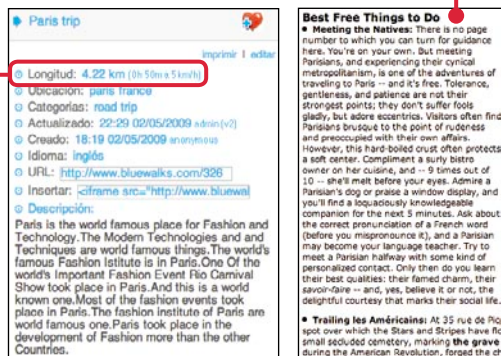 Paris trip
imprimir | editar
Longitud: 4.22 km (0h 50m a 5km/h)
Ubicación: paris france
Categorias: road trip
Actualizado: 22:29 02/05/2009 admin(v2)
Creado: 18:19 02/05/2009 anonymous
Idioma: inglós
URL: http://www.bluewalks.com/326
Insertar: <iframe src="http://www.bluewal
Descripción:
Paris is the world famous place for Fashion and
Technology.The Modern Technologies and and
Techniques are world famous things.The world's
famous Fashion Istitute is in Paris.One Of the
world's Important Fashion Event Rio Carnival
Show took place in Paris.And this is a world
known one.Most of the fashion events took
place in Paris.The fashion institute of Paris are
world famous one.Paris took place in the
development of Fashion more than the other
Countries.
Best Free Things to Do
• Meeting the Natives: There is no page
number to which you can turn for guidance
here. You're on your own. But meeting
Parisians, and experiencing their cynical
metropolitanism, is one of the adventures of
traveling to Paris -- and it's free. Tolerance,
gentleness, and patience are not their
strongest points; they don't suffer fools
gladly, but adore eccentrics. Visitors often find
Parisians brusque to the point of rudeness
and preoccupied with their own affairs.
However, this hard-boiled crust often protects
a soft center. Compliment a surly bistro
owner on her cuisine, and -- 9 times out of
10 -- she'll melt before your eyes. Admire a
Parisian's dog or praise a window display, and
you'll find a loquaciously knowledgeable
companion for the next 5 minutes. Ask about
the correct pronunciation of a French word
(before you mispronounce it), and a Parisian
may become your language teacher. Try to
meet a Parisian halfway with some kind of
personalized contact. Only then do you learn
their best qualities: their famed charm, their
savoir-faire -- and, yes, believe it or not, the
delightful courtesy that marks their social life.
• Trailing les Américains: At 35 rue de Picp
spot over which the Stars and Stripes have flo
small secluded cemetery, marking the grave
during the American Revolution, forged the ch